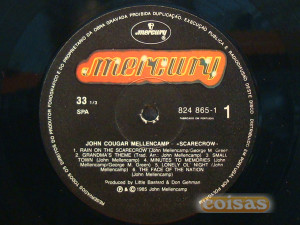 mercury
mercury
33 1/3
SPA
824 865-1
1
FABRICADO EM PORTUGAL
JOHN COUGAR MELLENCAMP -«SCARECROW»
1. RAIN ON THE SCARECROW (John Mellencamp/George M. Green)
2. GRANDMA'S THEME (Trad. Arr. John Mellencamp) 3. SMALL
TOWN (John Mellencamp) 4. MINUTES TO MEMORIES (John
Mellencamp/George M. Green) 5. LONELY OL' NIGHT (John
Mellencamp) 6. THE FACE OF THE NATION
(John Mellencamp)
Produced by Little Bastard & Don Gehman
℗ © 1985 John Mellencamp
coisas